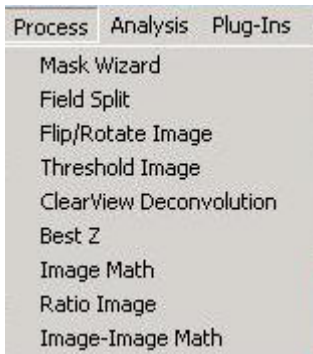 Process Analysis Plug-Ins
Mask Wizard
Field Split
Flip/Rotate Image
Threshold Image
ClearView Deconvolution
Best Z
Image Math
Ratio Image
Image-Image Math